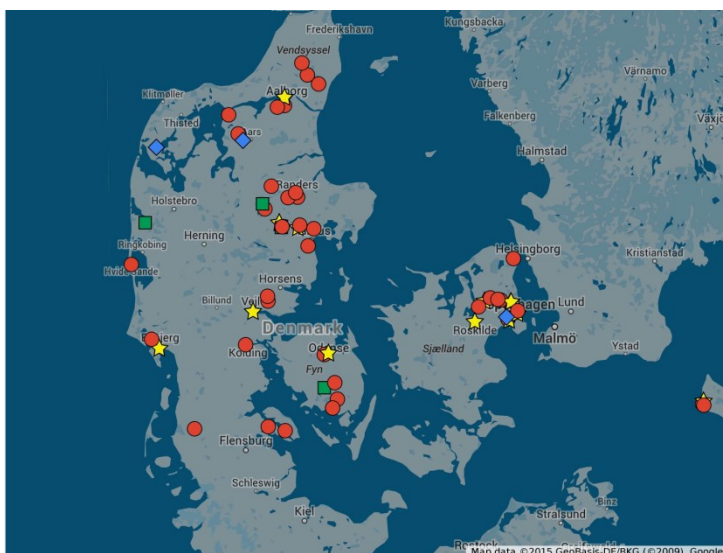 Kungsbacka
Frederikshavn
Vendsyssel
Värnamo
Varberg
Aalborg
Klitmøller
Falkenberg
Thisted
Halmstad
Randers
Holstebro
Helsingborg
Kristianstad
Herning
Ringkøbing
Hvide Sande
Horsens
Billund
Lund
Denmark
Roskilde
Malmö
Sjælland
Ystad
Kolding
Fyn
Flensburg
Schleswig
Binz
Stralsund
Kiel
Rostock
Map data ©2015 GeoBasis-DE/BKG (©2009), Google